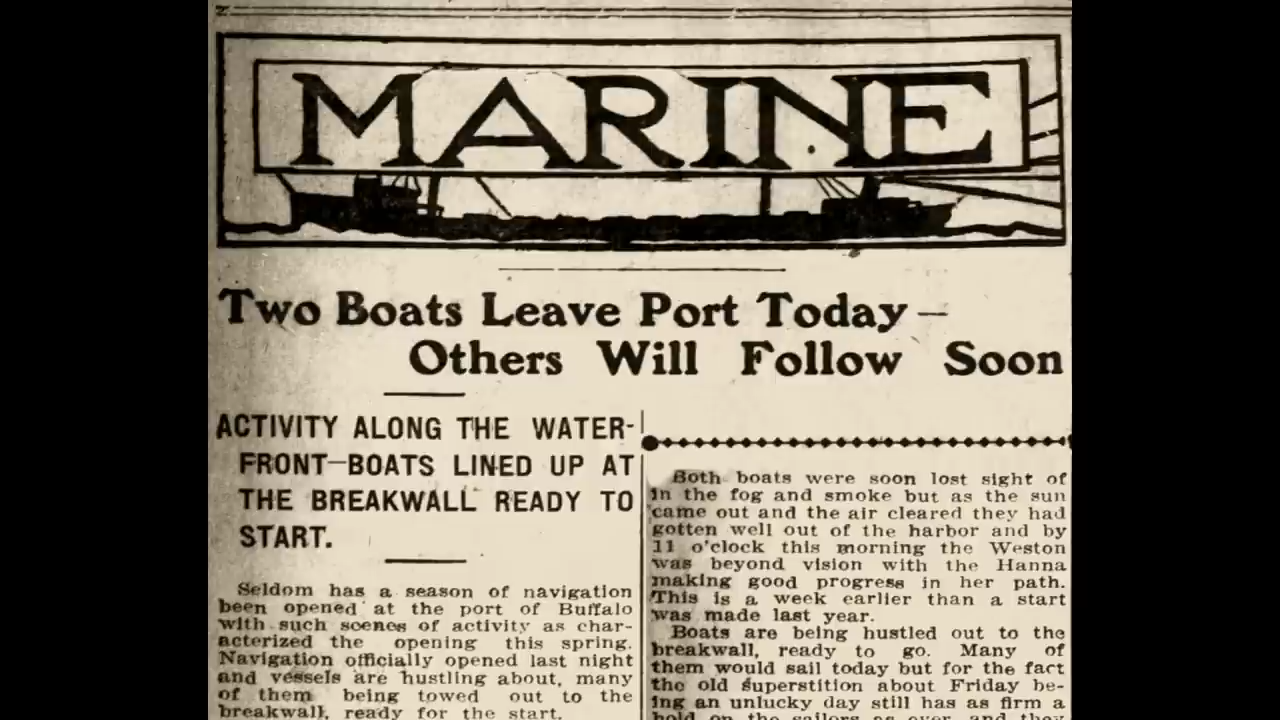 MARINE
Two Boats Leave Port Today —
Others Will Follow Soon
ACTIVITY ALONG THE WATER-
FRONT—BOATS LINED UP AT
THE BREAKWALL READY TO
START.
Seldom has a season of navigation
been opened at the port of Buffalo
with such scenes of activity as char-
acterized the opening this spring.
Navigation officially opened last night
and vessels are hustling about, many
of them being towed out to the
breakwall, ready for the start.
Both boats were soon lost sight of
in the fog and smoke but as the sun
came out and the air cleared they had
gotten well out of the harbor and by
11 o'clock this morning the Weston
was beyond vision with the Hanna
making good progress in her path.
This is a week earlier than a start
was made last year.
Boats are being hustled out to the
breakwall, ready to go. Many of
them would sail today but for the fact
the old superstition about Friday be-
ing an unlucky day still has as firm a
hold on the sailors as ever, and they